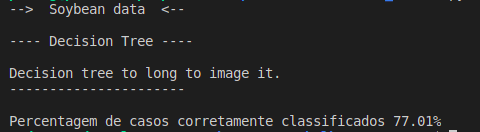 --> Soybean data <--
---- Decision Tree ----
Decision tree to long to image it.
----------------------
Percentagem de casos corretamente classificados 77.01%